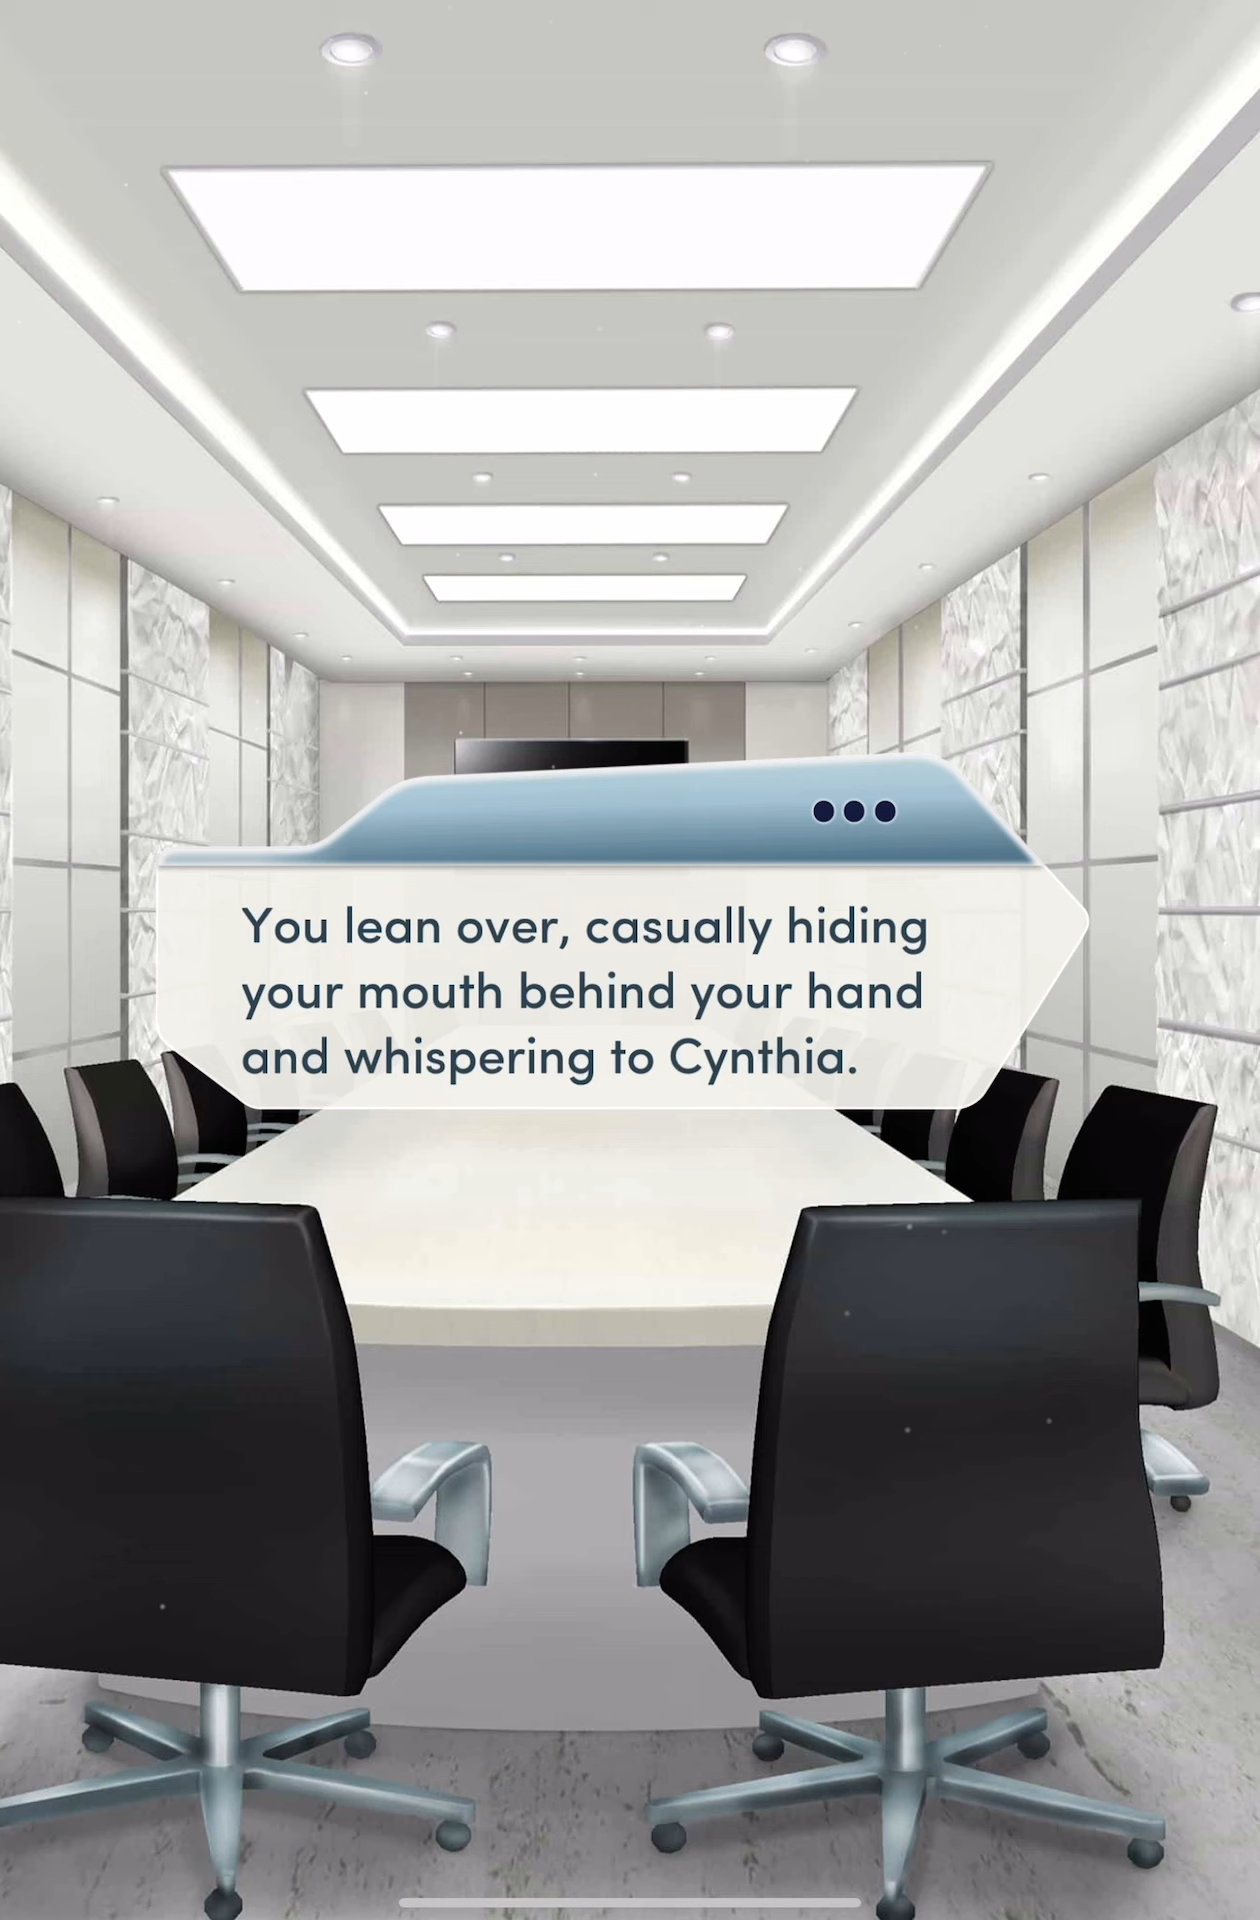 You lean over, casually hiding
your mouth behind your hand
and whispering to Cynthia.